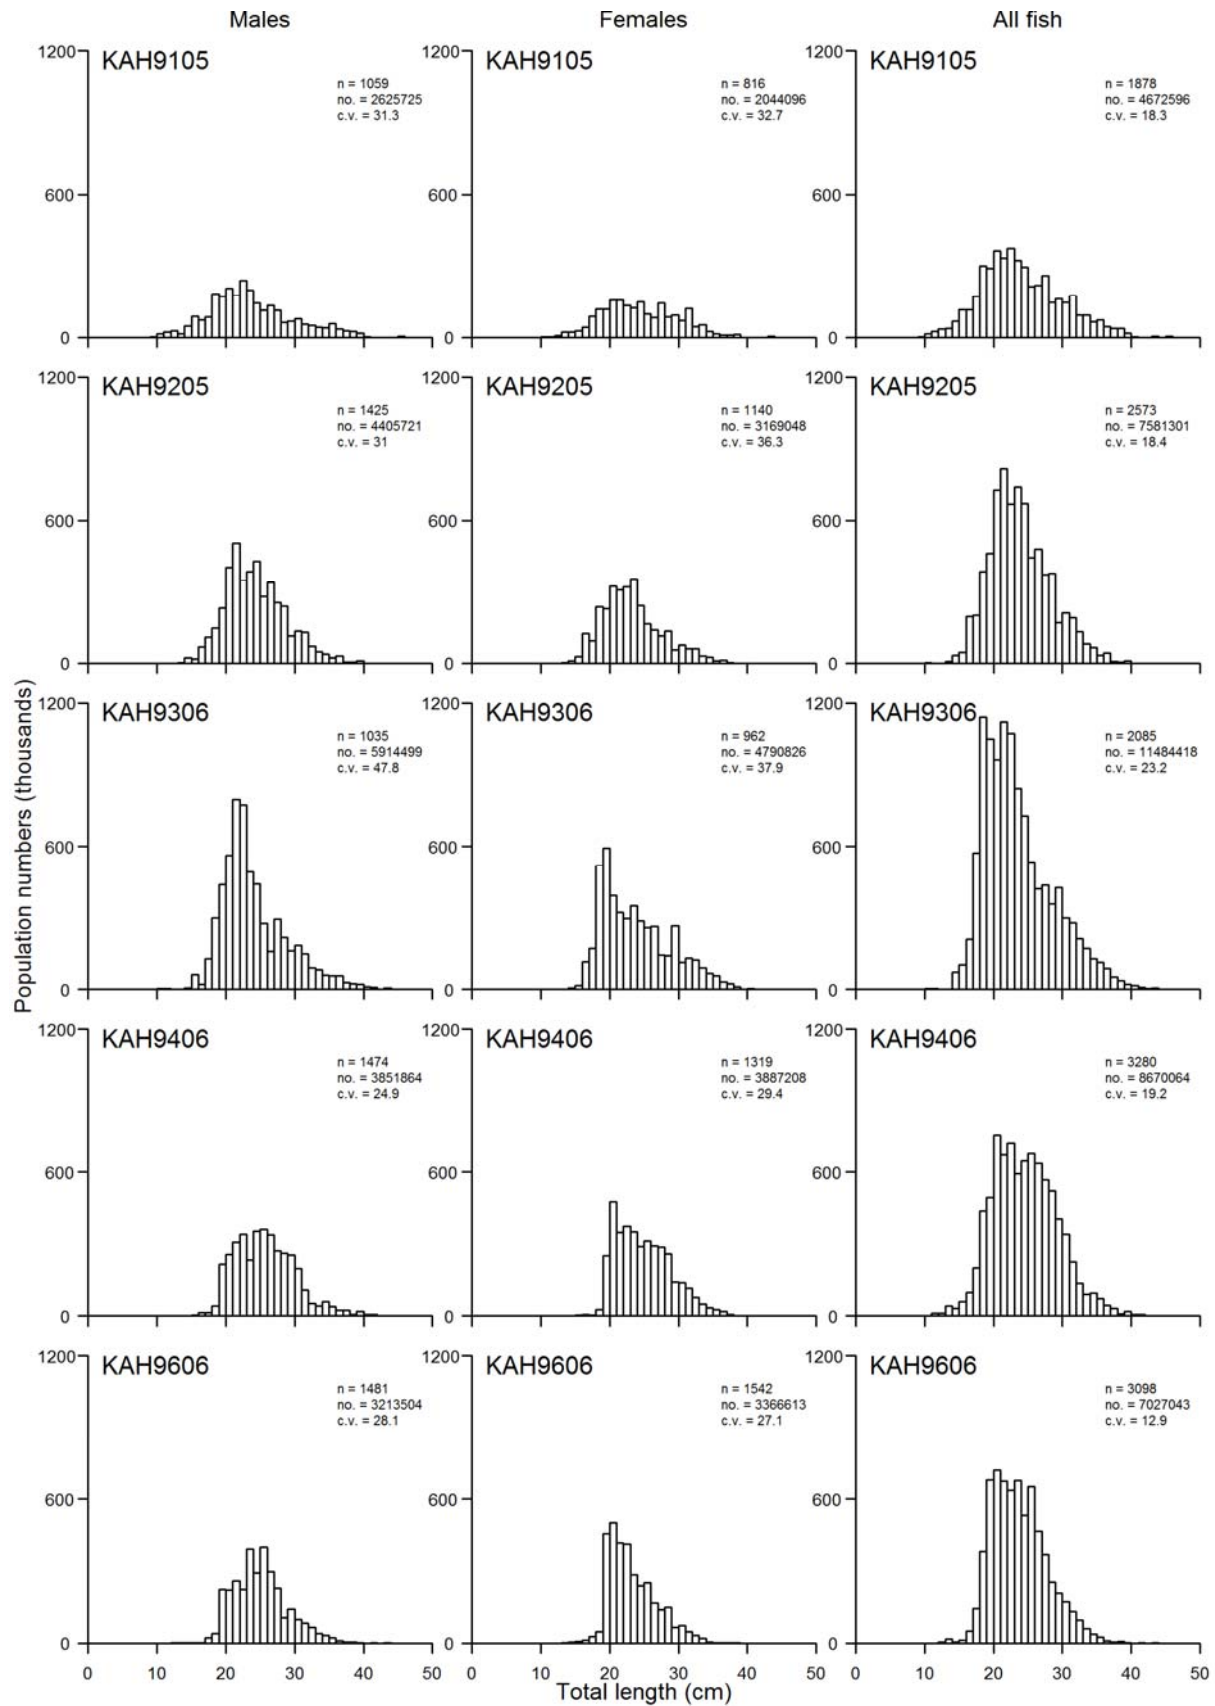 Males Females All fish
1200 KAH9105 1200 KAH9105 1200 KAH9105
n = 1059 n = 816 n = 1878
no. = 2625725 no. = 2044096 no. = 4672596
c.v. = 31.3 c.v. = 32.7 c.v. = 18.3
600 600 600
0 0 0
1200 KAH9205 1200 KAH9205 1200 KAH9205
n = 1425 n = 1140 n = 2573
no. = 4405721 no. = 3169048 no. = 7581301
c.v. = 31 c.v. = 36.3 c.v. = 18.4
600 600 600
0 0 0
Population numbers (thousands)
1200 KAH9306 1200 KAH9306 1200 KAH9306
n = 1035 n = 962 n = 2085
no. = 5914499 no. = 4790826 no. = 11484418
c.v. = 47.8 c.v. = 37.9 c.v. = 23.2
600 600 600
0 0 0
1200 KAH9406 1200 KAH9406 1200 KAH9406
n = 1474 n = 1319 n = 3280
no. = 3851864 no. = 3887208 no. = 8670064
c.v. = 24.9 c.v. = 29.4 c.v. = 19.2
600 600 600
0 0 0
1200 KAH9606 1200 KAH9606 1200 KAH9606
n = 1481 n = 1542 n = 3098
no. = 3213504 no. = 3366613 no. = 7027043
c.v. = 28.1 c.v. = 27.1 c.v. = 12.9
600 600 600
0 0 0
0 10 20 30 40 50 0 10 20 30 40 50 0 10 20 30 40 50
Total length (cm)